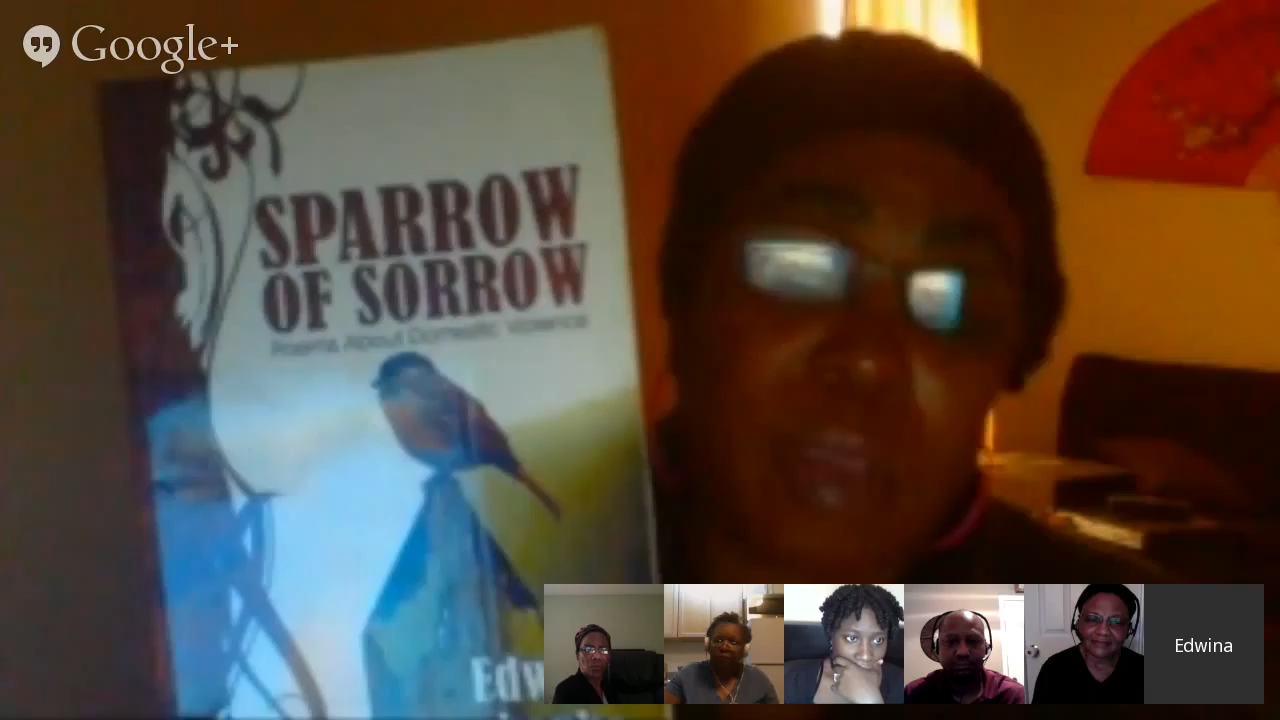 Google+
SPARROW
OF SORROW
Poems About Domestic Violence
Edwina